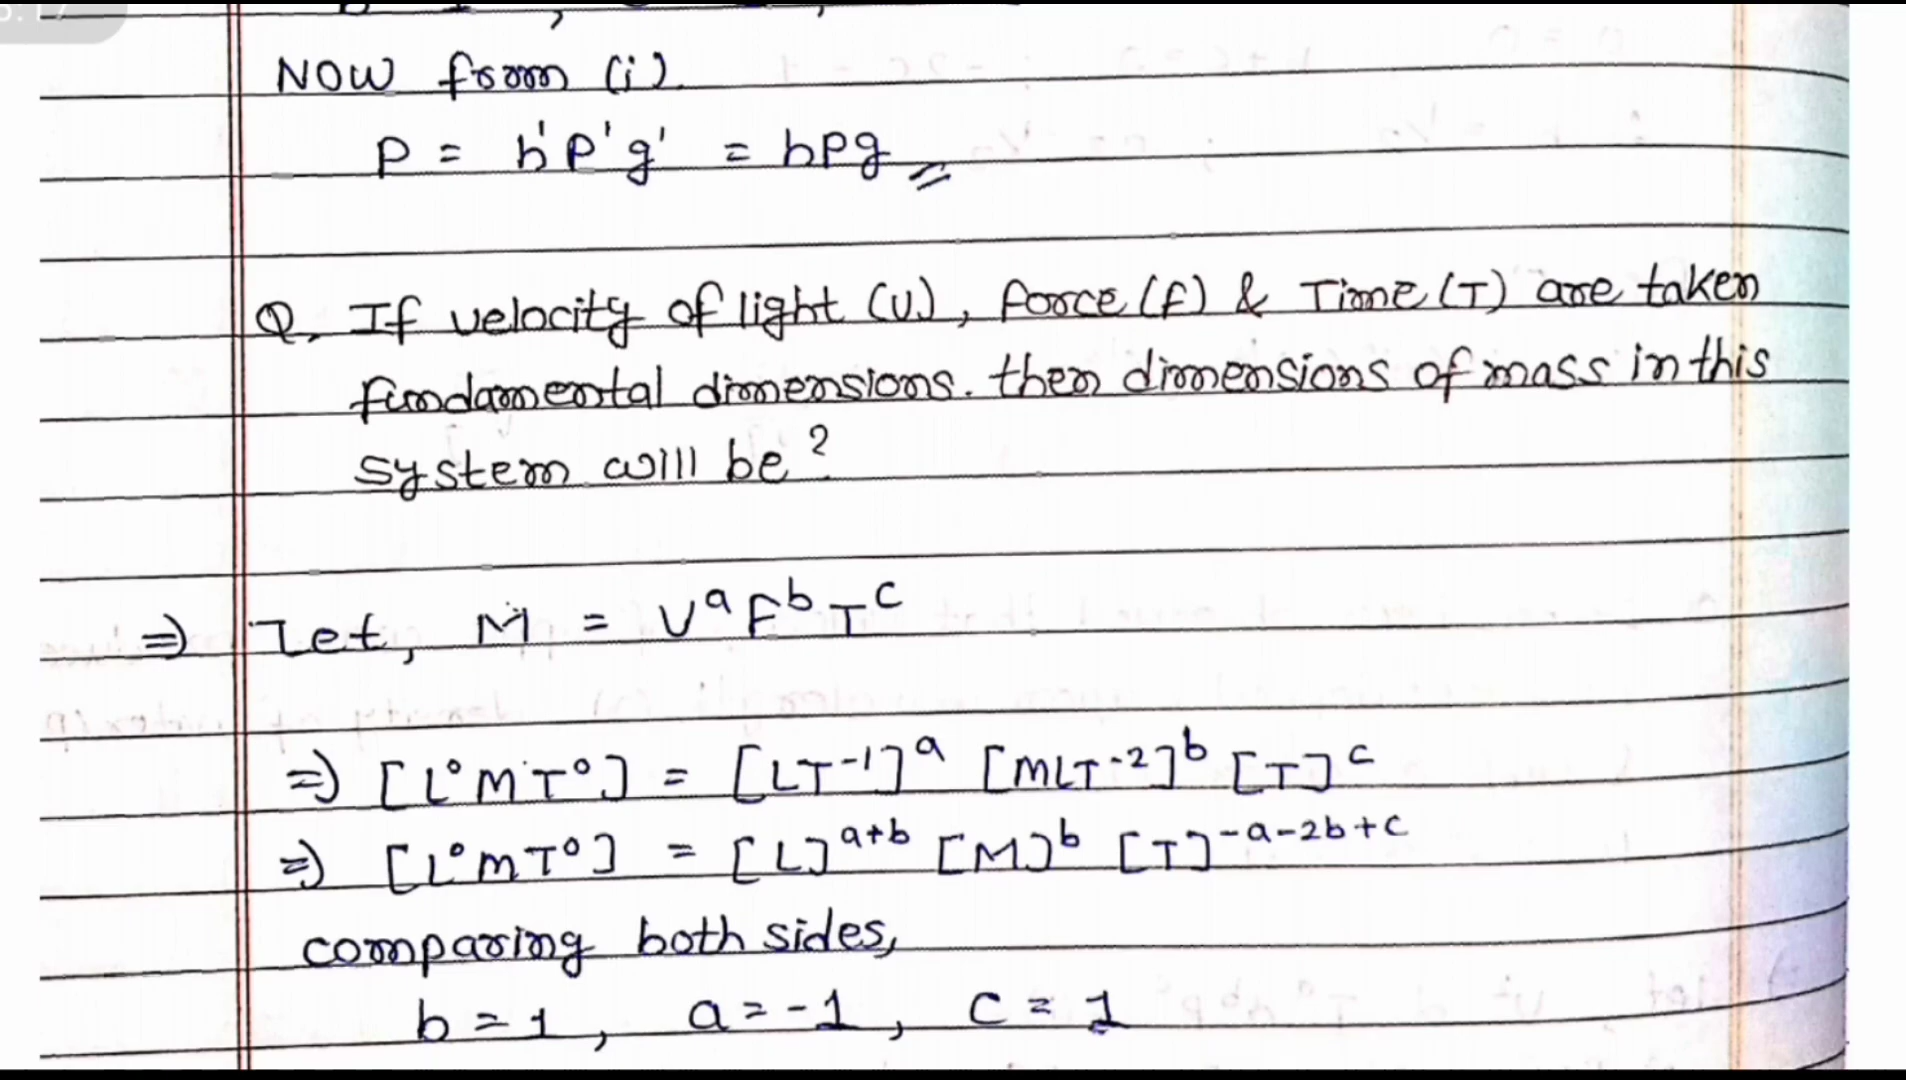 Now from (i).
P = h'ρ'g' = hρg
Q. If velocity of light (V), force (F) & Time (T) are taken
fundamental dimensions. then dimensions of mass in this
system will be?
⇒ Let, M = V^a F^b T^c
⇒ [L°MT°] = [LT^-1]^a [MLT^-2]^b [T]^c
⇒ [L°MT°] = [L]^a+b [M]^b [T]^-a-2b+c
comparing both sides,
b = 1, a = -1, c = 1